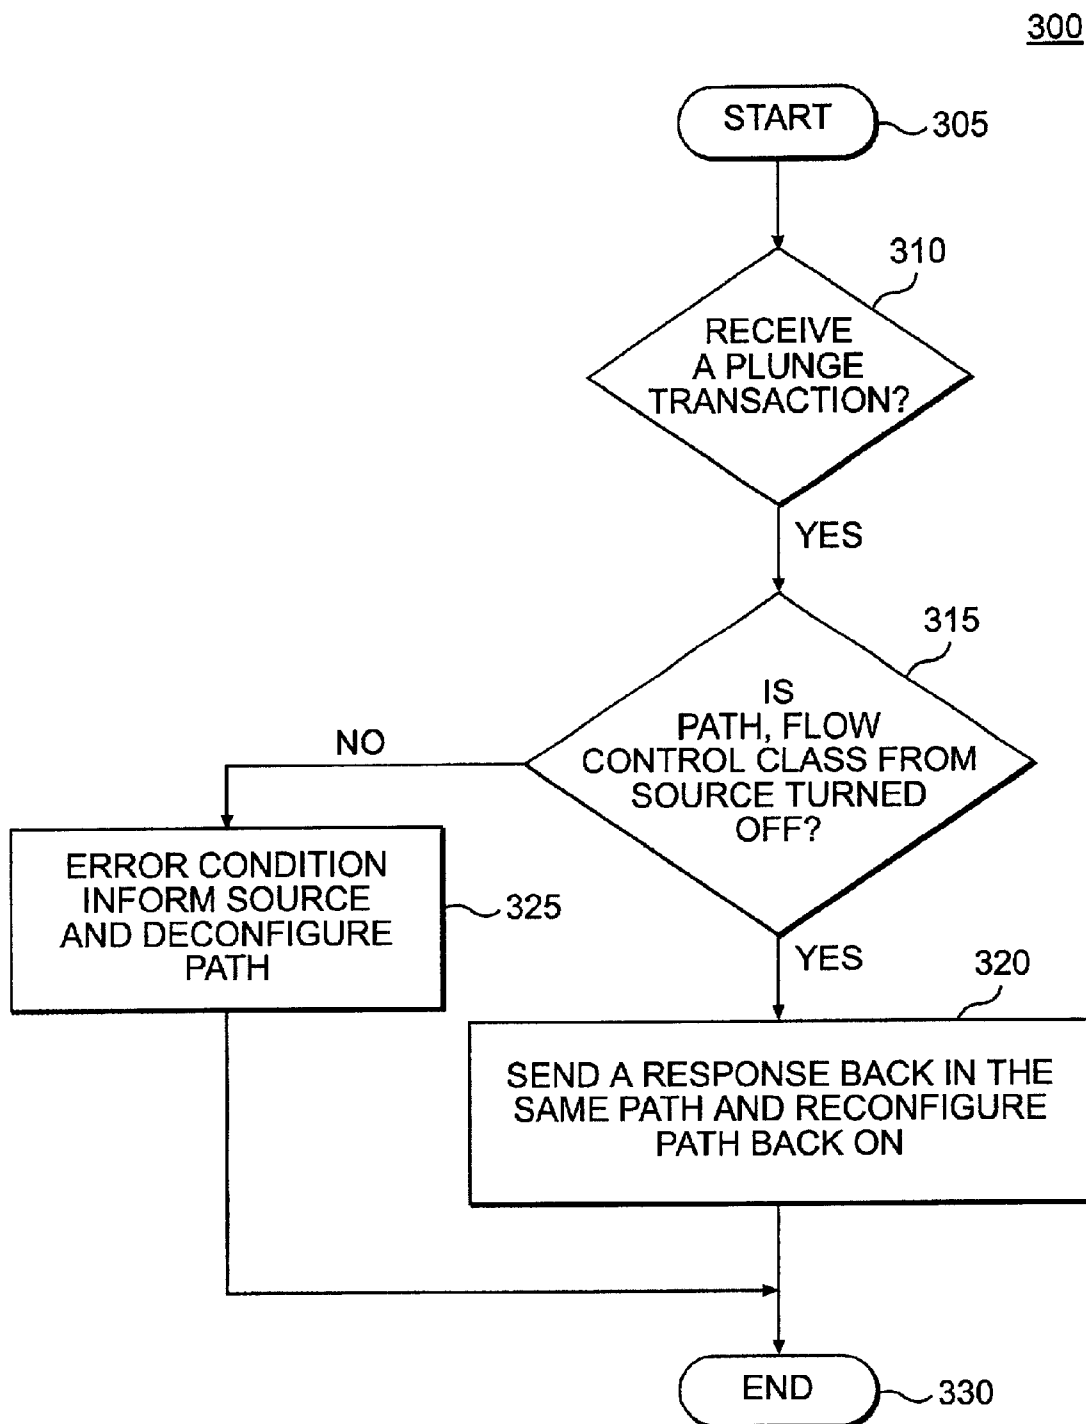 300
START
305
310
RECEIVE
A PLUNGE
TRANSACTION?
YES
315
IS
PATH, FLOW
CONTROL CLASS FROM
SOURCE TURNED
OFF?
NO
ERROR CONDITION
INFORM SOURCE
AND DECONFIGURE
PATH
325
YES
320
SEND A RESPONSE BACK IN THE
SAME PATH AND RECONFIGURE
PATH BACK ON
END
330